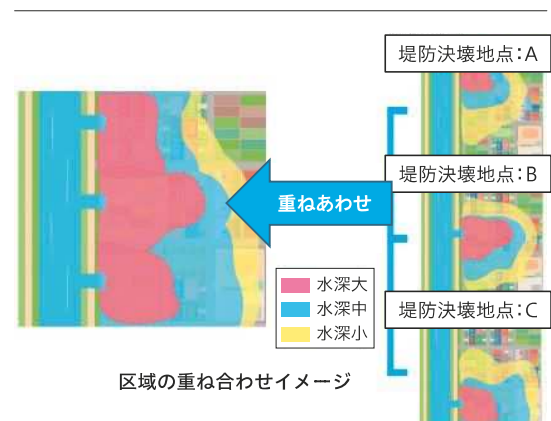 堤防決壊地点:A
堤防決壊地点:B
重ねあわせ
水深大
水深中
水深小
堤防決壊地点:C
区域の重ね合わせイメージ